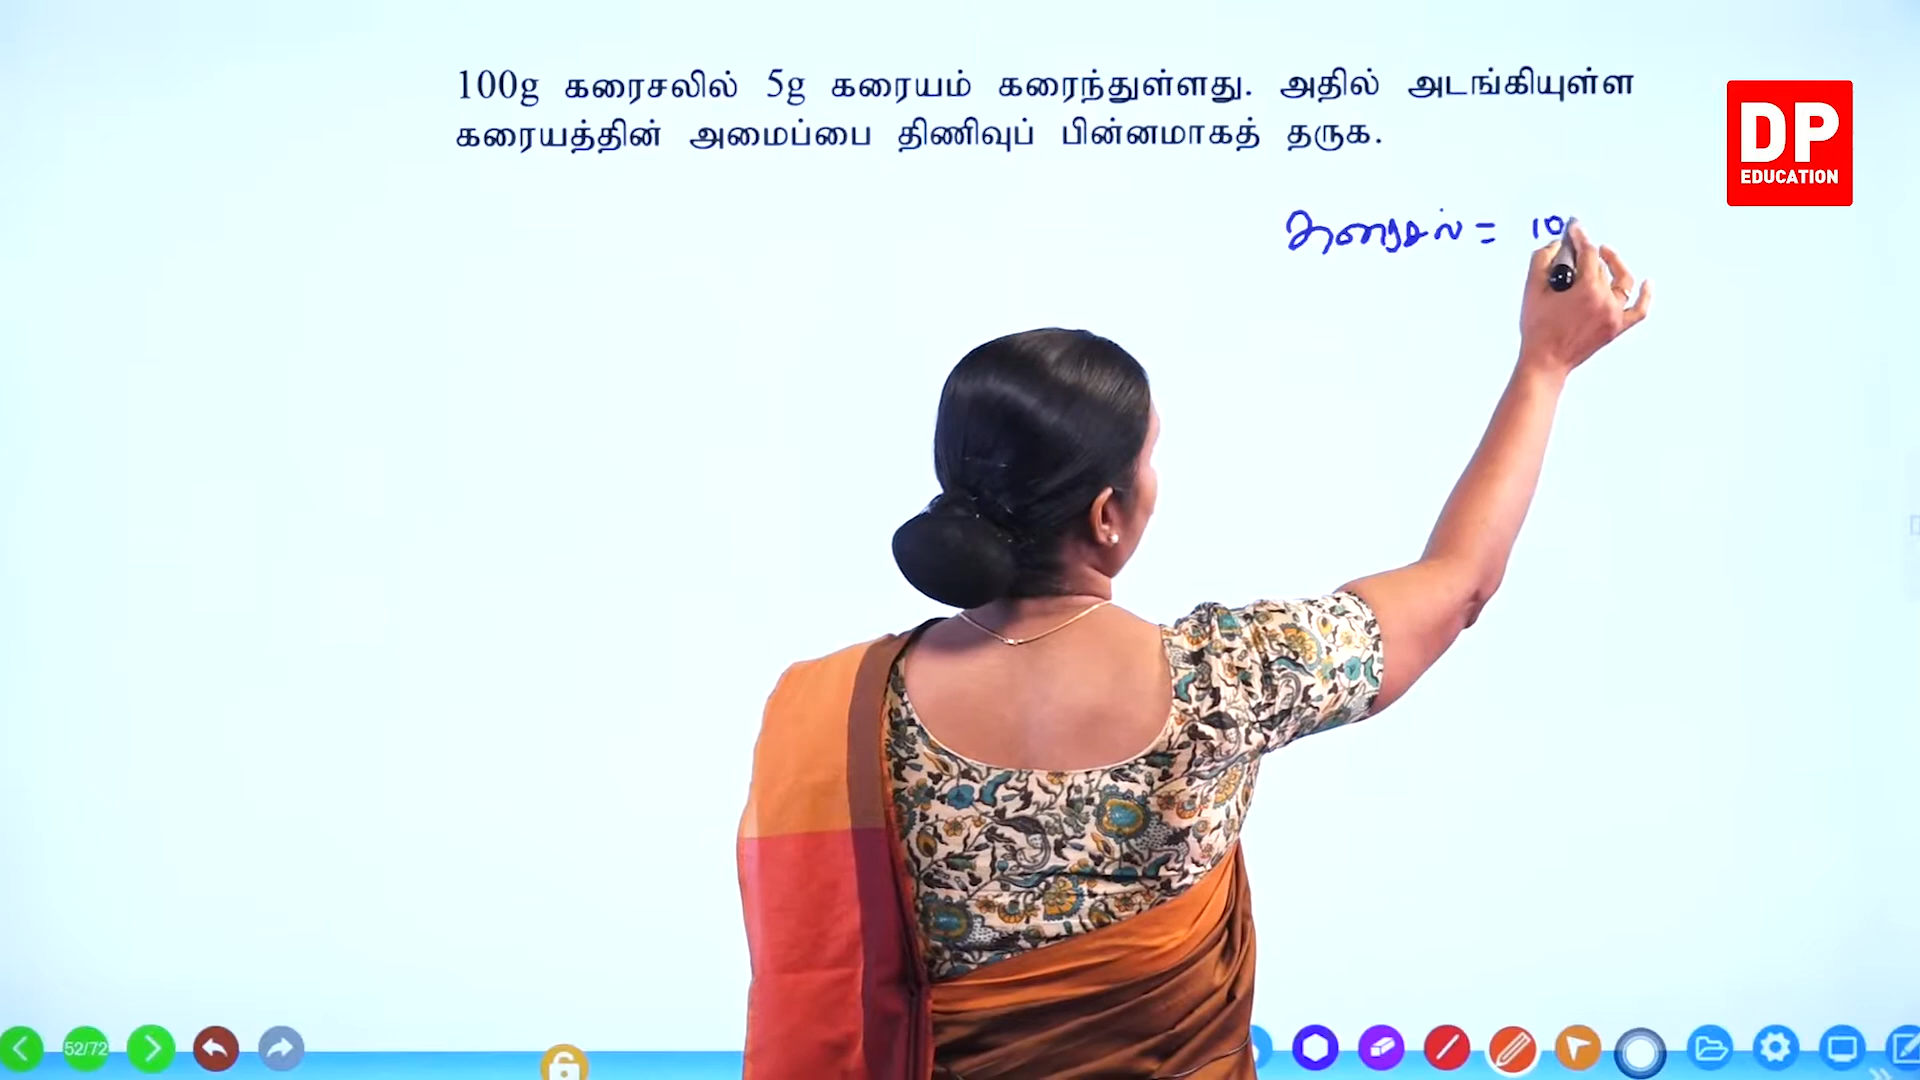 100g கரைசலில் 5g கரையம் கரைந்துள்ளது. அதில் அடங்கியுள்ள
கரையத்தின் அமைப்பை திணிவுப் பின்னமாகத் தருக.
DP
EDUCATION
கரைசல் = 10
52/72